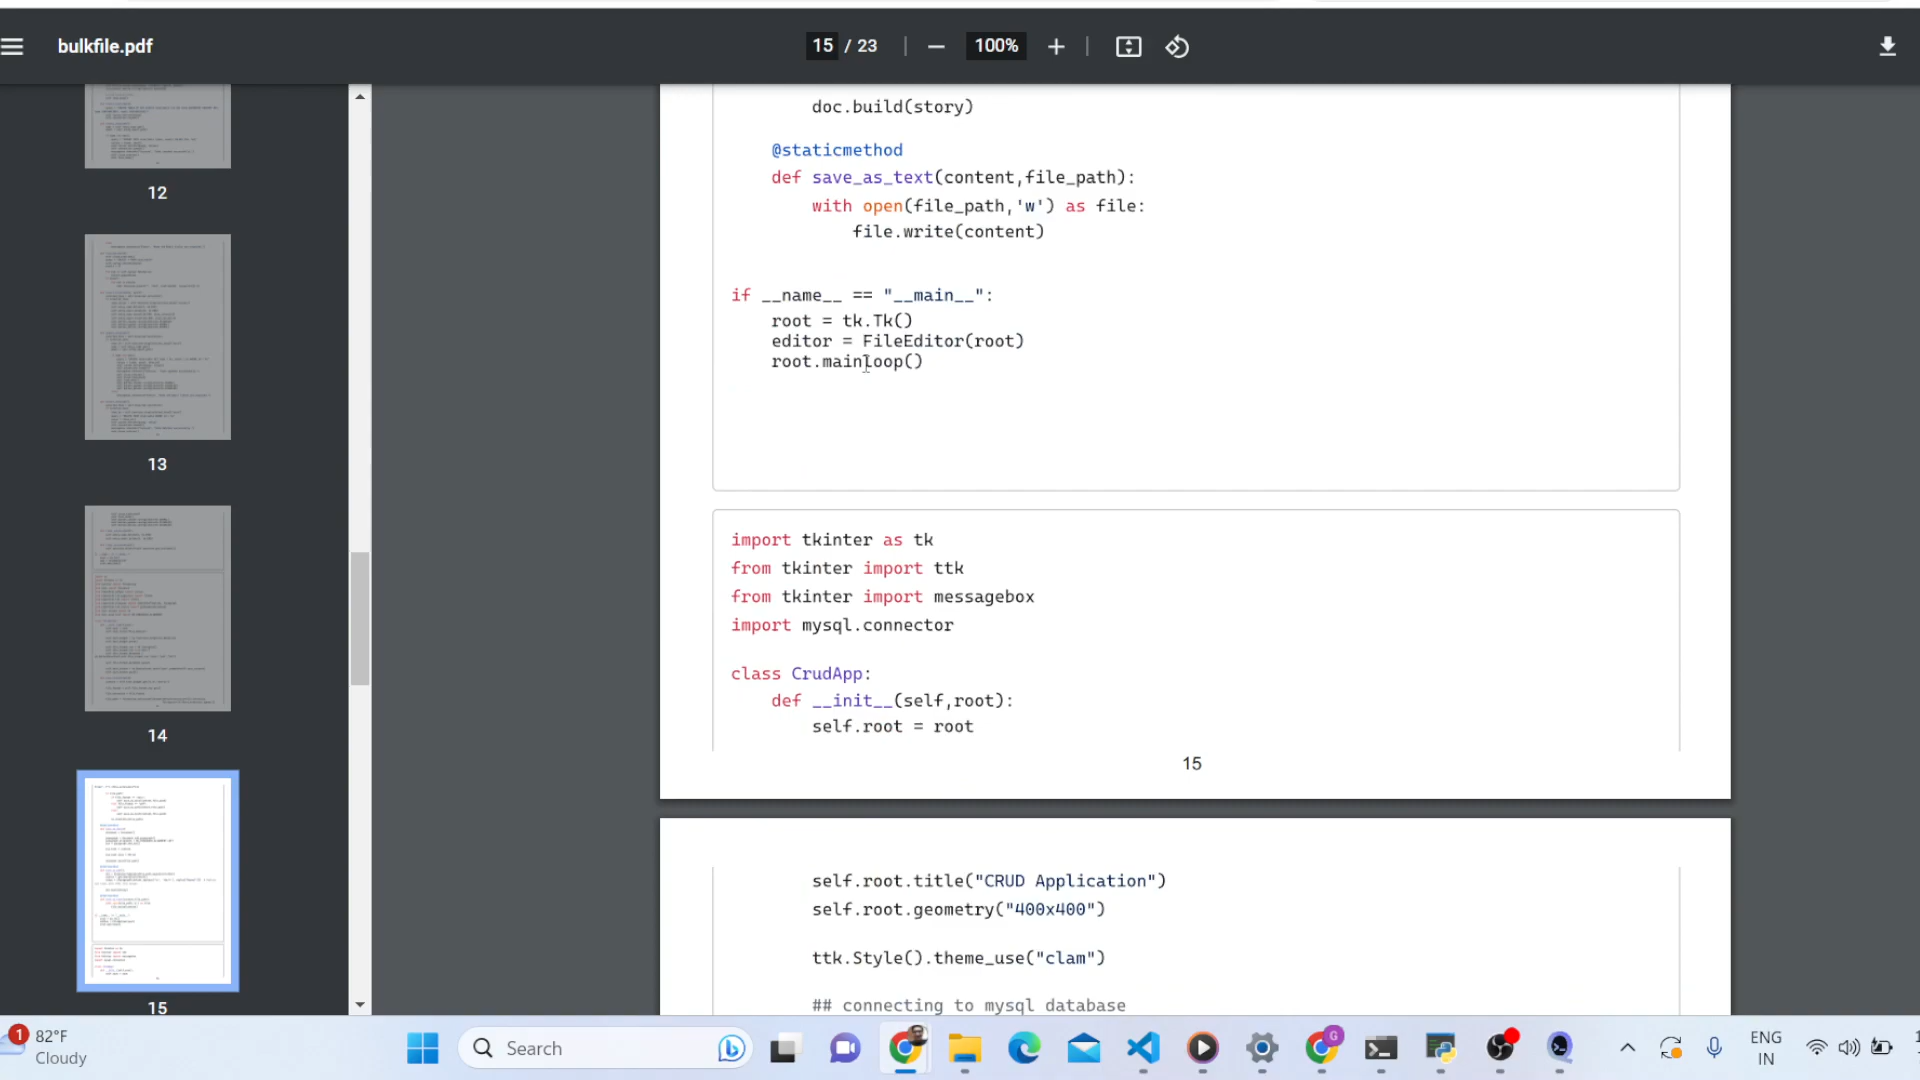 bulkfile.pdf
15 / 23
100%
12
13
14
15
doc.build(story)
@staticmethod
def save_as_text(content,file_path):
with open(file_path,'w') as file:
file.write(content)
if __name__ == "__main__":
root = tk.Tk()
editor = FileEditor(root)
root.mainloop()
import tkinter as tk
from tkinter import ttk
from tkinter import messagebox
import mysql.connector
class CrudApp:
def __init__(self,root):
self.root = root
15
self.root.title("CRUD Application")
self.root.geometry("400x400")
ttk.Style().theme_use("clam")
## connecting to mysql database
1
82°F
Cloudy
Search
G
ENG
IN